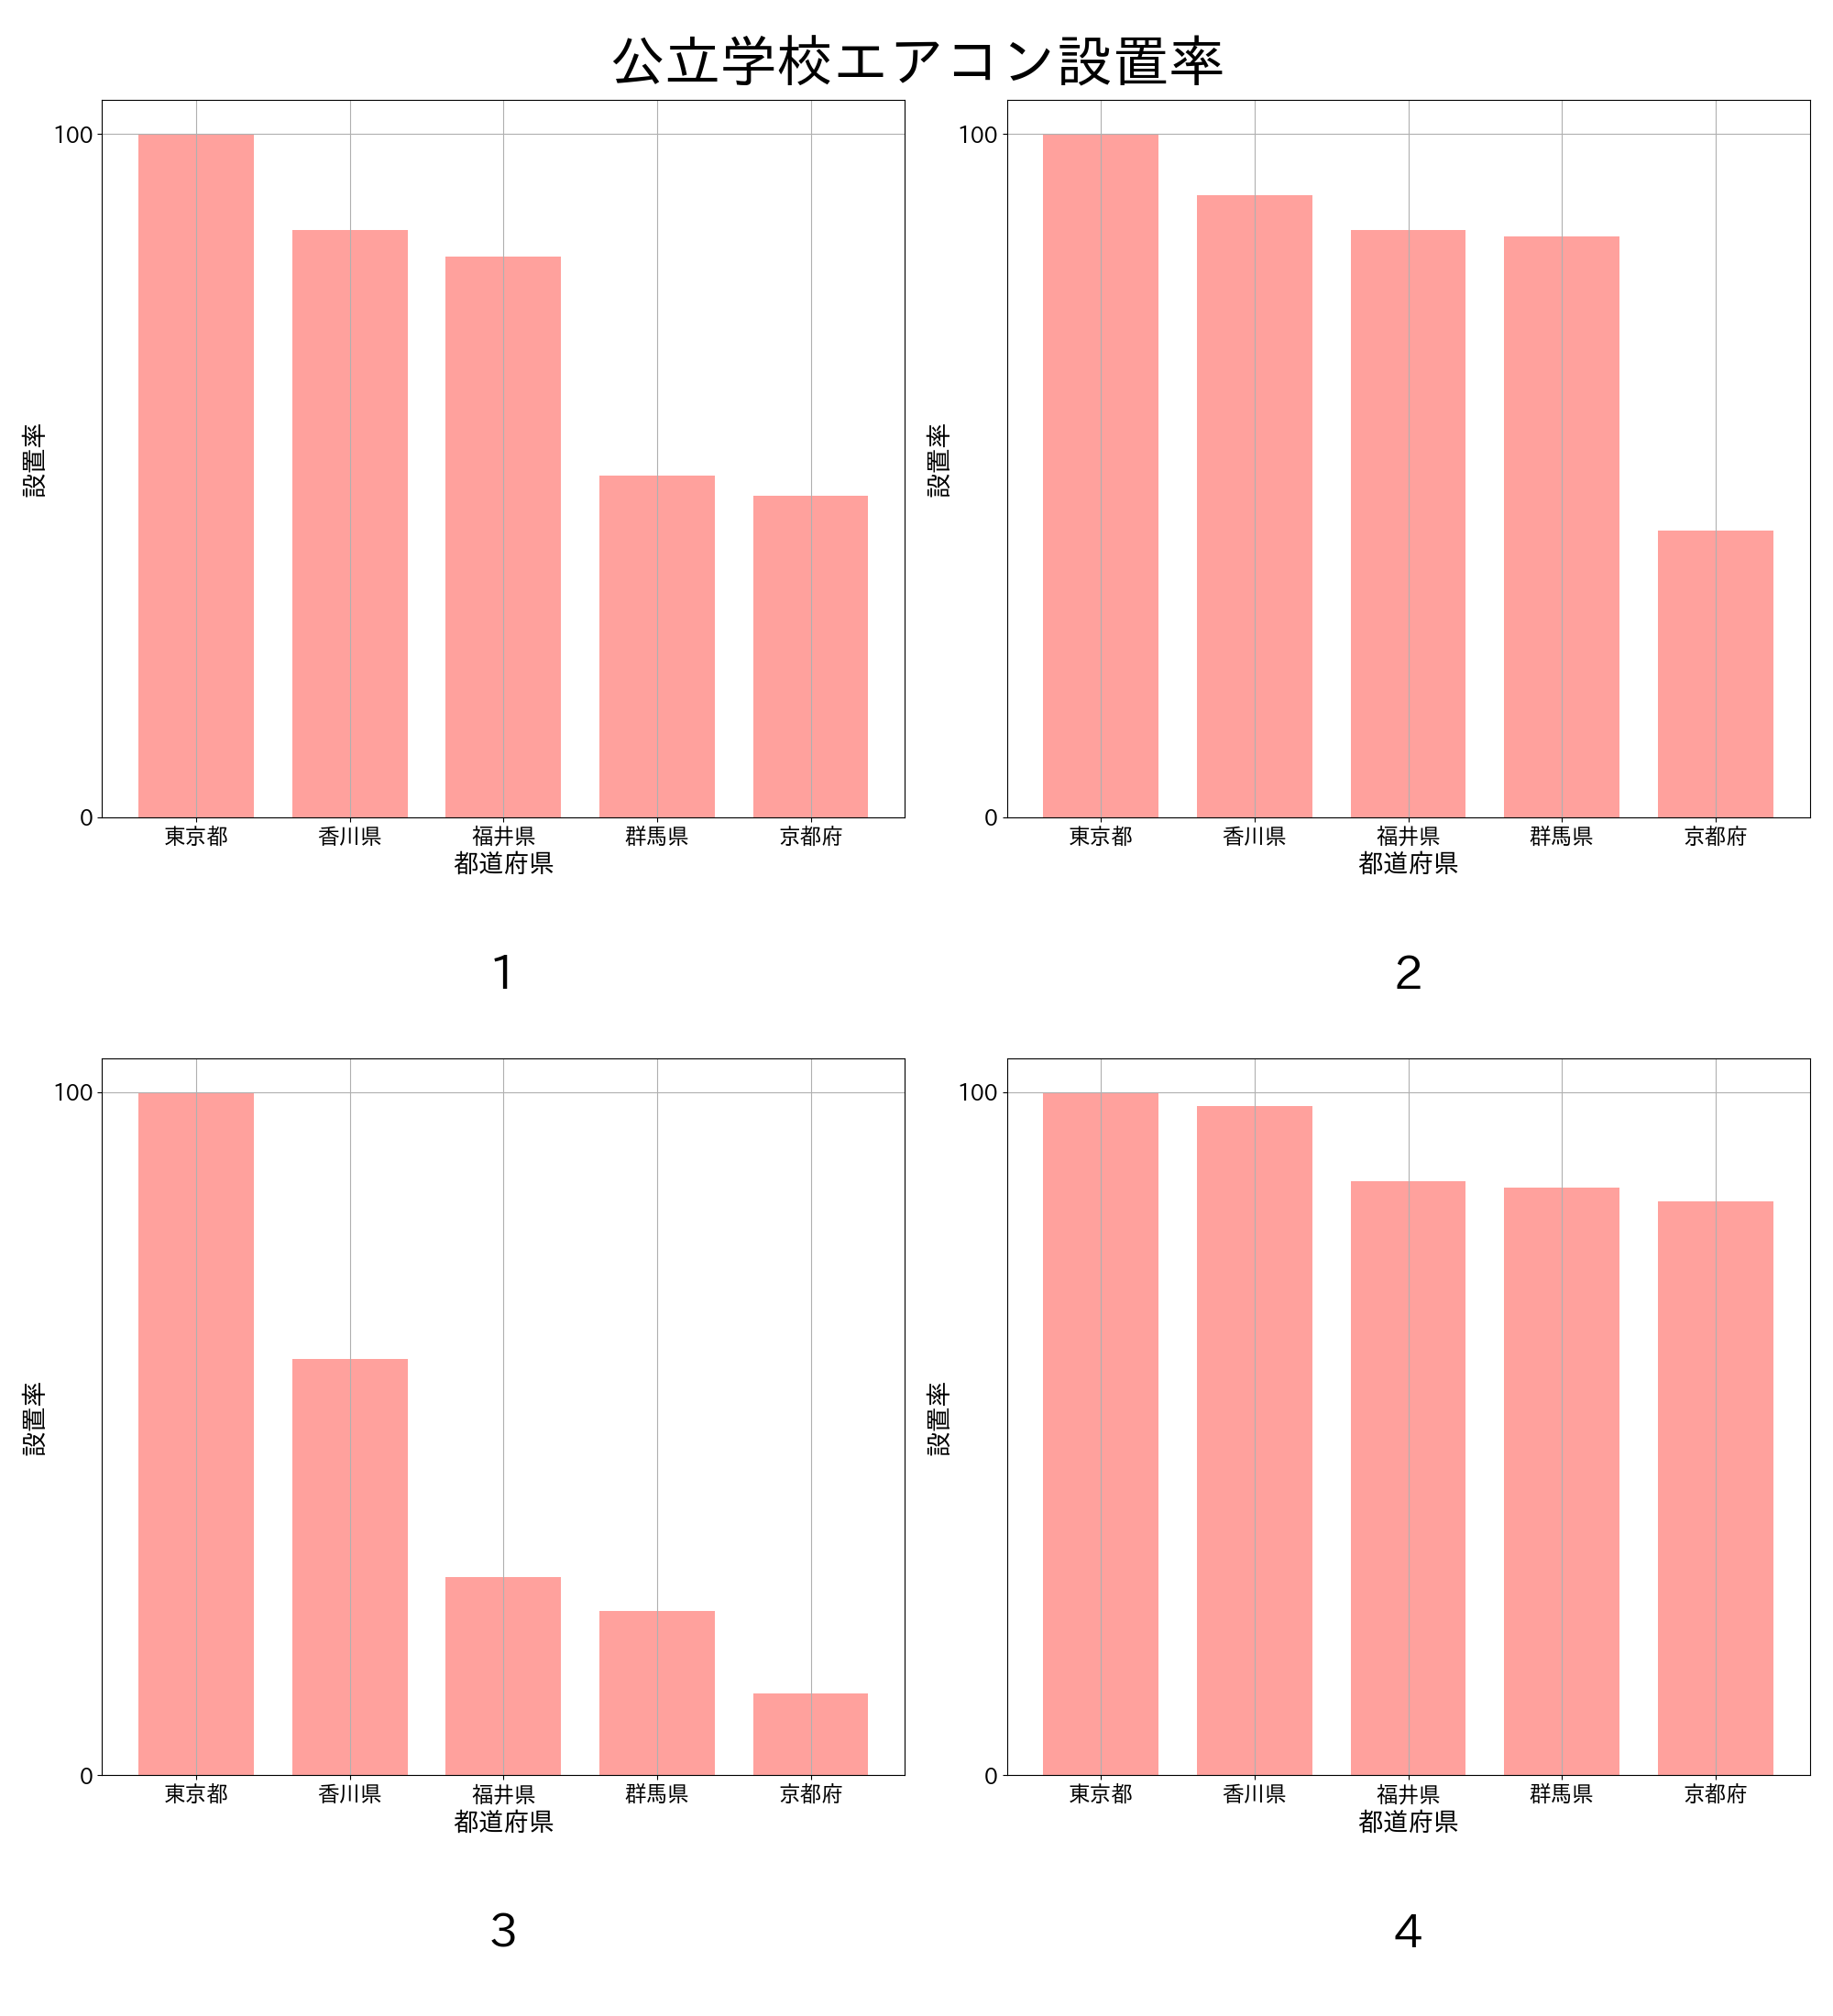 公立学校エアコン設置率
100
0
設置率
東京都 香川県 福井県 群馬県 京都府
都道府県
1
100
0
設置率
東京都 香川県 福井県 群馬県 京都府
都道府県
2
100
0
設置率
東京都 香川県 福井県 群馬県 京都府
都道府県
3
100
0
設置率
東京都 香川県 福井県 群馬県 京都府
都道府県
4